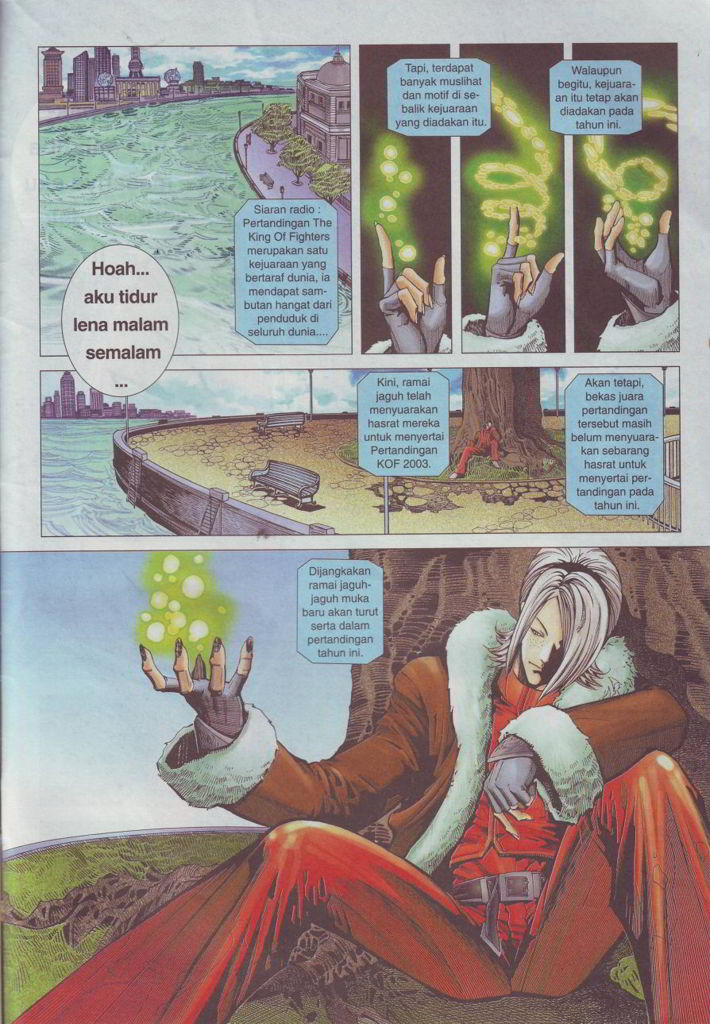 Siaran radio :
Pertandingan The
King Of Fighters
merupakan satu
kejuaraan yang
bertaraf dunia, ia
mendapat sam-
butan hangat dari
penduduk di
seluruh dunia....
Hoah...
aku tidur
lena malam
semalam
...
Tapi, terdapat
banyak muslihat
dan motif di se-
balik kejuaraan
yang diadakan itu.
Walaupun
begitu, kejuara-
an itu tetap akan
diadakan pada
tahun ini.
Kini, ramai
jaguh telah
menyuarakan
hasrat mereka
untuk menyertai
Pertandingan
KOF 2003.
Akan tetapi,
bekas juara
pertandingan
tersebut masih
belum menyuara-
kan sebarang
hasrat untuk
menyertai per-
tandingan pada
tahun ini.
Dijangkakan
ramai jaguh-
jaguh muka
baru akan turut
serta dalam
pertandingan
tahun ini.